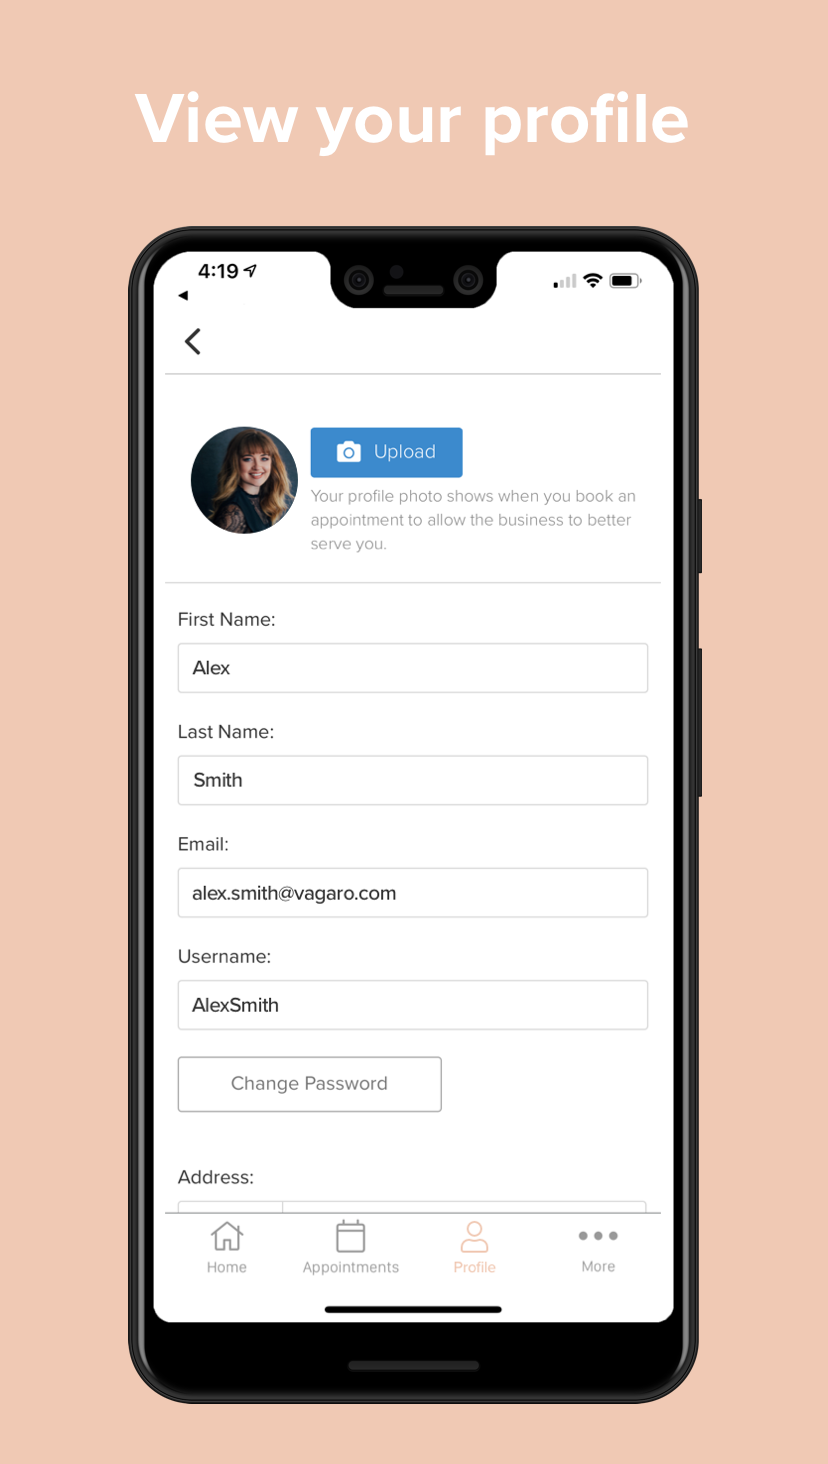 View your profile
4:19
Upload
Your profile photo shows when you book an
appointment to allow the business to better
serve you.
First Name:
Alex
Last Name:
Smith
Email:
alex.smith@vagaro.com
Username:
AlexSmith
Change Password
Address:
Home
Appointments
Profile
More